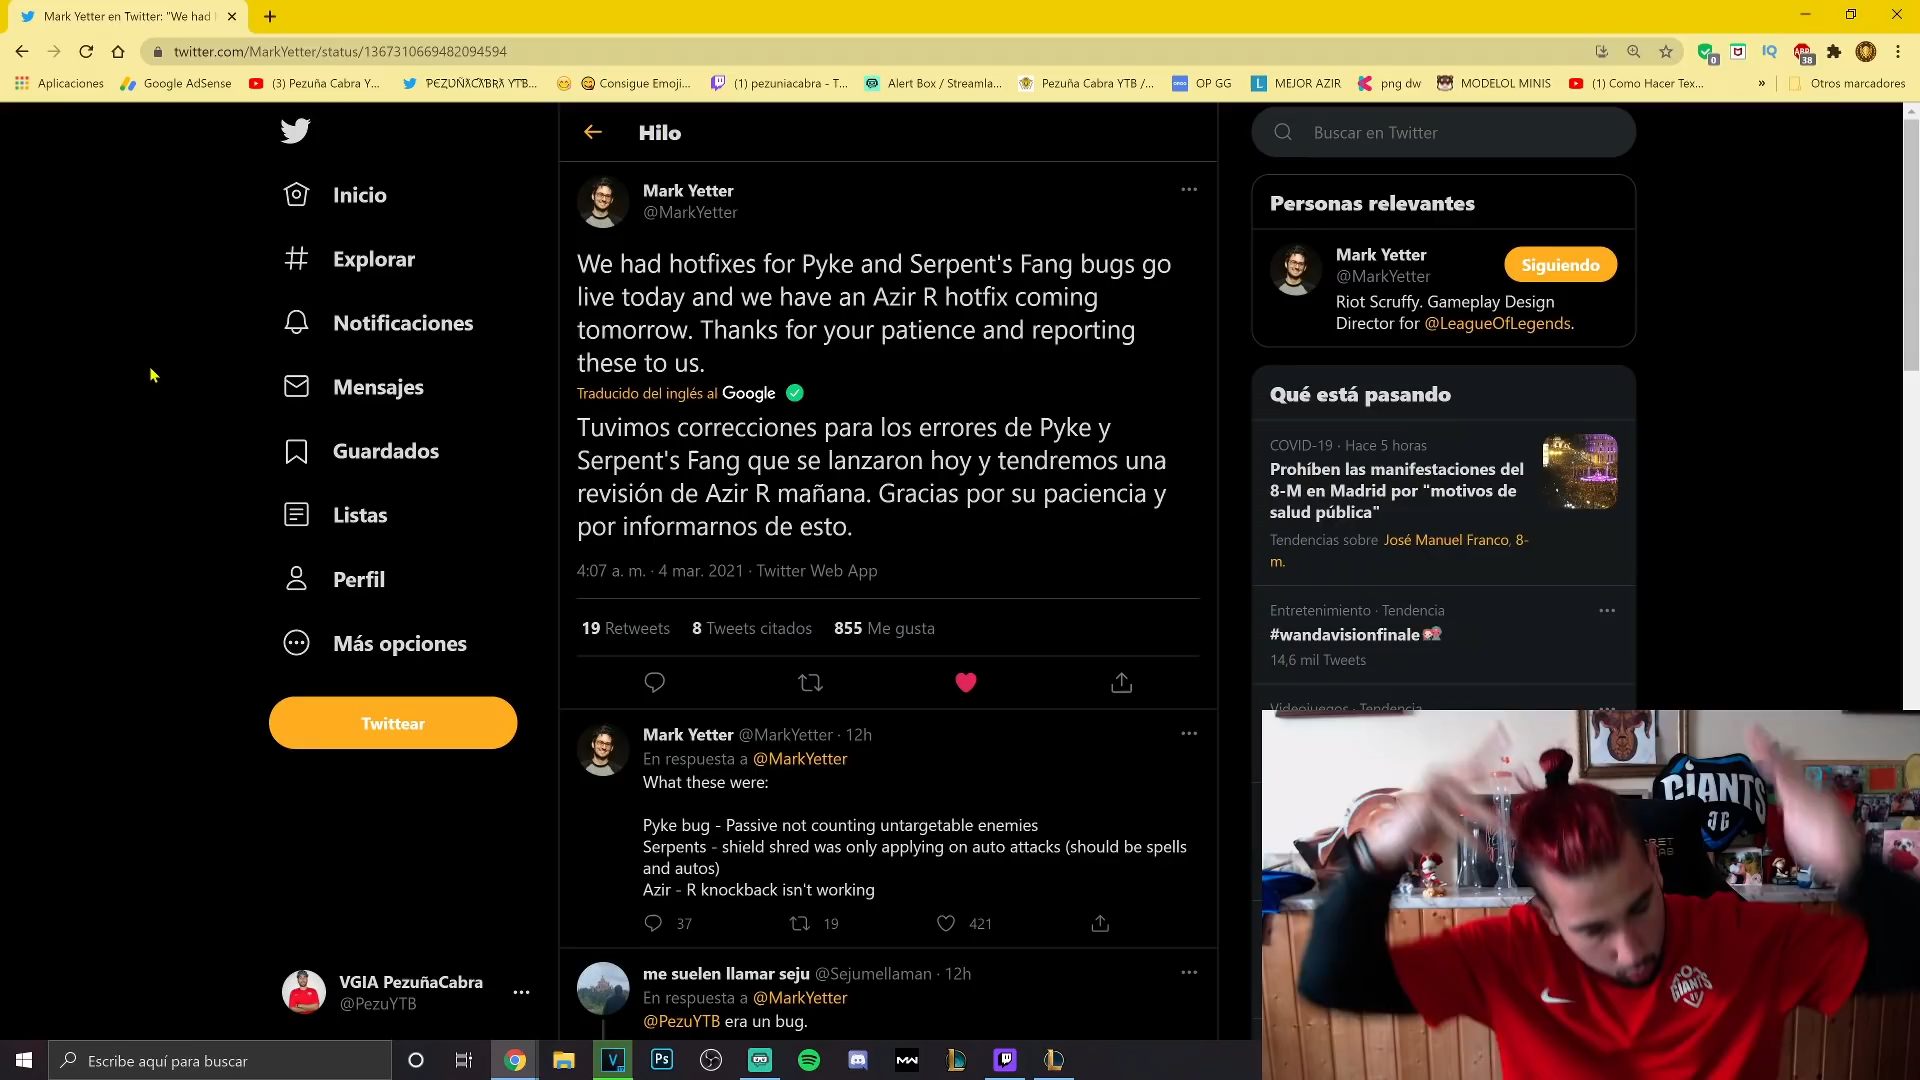 Mark Yetter en Twitter: "We had
twitter.com/MarkYetter/status/1367310669482094594
Aplicaciones
Google AdSense
(3) Pezuña Cabra Y...
Consigue Emoji...
(1) pezuniacabra - T...
Alert Box / Streamla...
Pezuña Cabra YTB /...
OP GG
MEJOR AZIR
png dw
MODELOL MINIS
(1) Como Hacer Tex...
»
Otros marcadores
Inicio
Explorar
Notificaciones
Mensajes
Guardados
Listas
Perfil
Más opciones
Twittear
VGIA PezuñaCabra
@PezuYTB
Hilo
Mark Yetter
@MarkYetter
We had hotfixes for Pyke and Serpent's Fang bugs go
live today and we have an Azir R hotfix coming
tomorrow. Thanks for your patience and reporting
these to us.
Traducido del inglés al Google
Tuvimos correcciones para los errores de Pyke y
Serpent's Fang que se lanzaron hoy y tendremos una
revisión de Azir R mañana. Gracias por su paciencia y
por informarnos de esto.
4:07 a. m. · 4 mar. 2021 · Twitter Web App
19 Retweets 8 Tweets citados 855 Me gusta
Mark Yetter @MarkYetter · 12h
En respuesta a @MarkYetter
What these were:
Pyke bug - Passive not counting untargetable enemies
Serpents - shield shred was only applying on auto attacks (should be spells
and autos)
Azir - R knockback isn't working
37 19 421
me suelen llamar seju @Sejumellaman · 12h
En respuesta a @MarkYetter
@PezuYTB era un bug.
Buscar en Twitter
Personas relevantes
Mark Yetter
@MarkYetter
Siguiendo
Riot Scruffy. Gameplay Design
Director for @LeagueOfLegends.
Qué está pasando
COVID-19 · Hace 5 horas
Prohíben las manifestaciones del
8-M en Madrid por "motivos de
salud pública"
Tendencias sobre José Manuel Franco, 8-
m.
Entretenimiento · Tendencia
#wandavisionfinale
14,6 mil Tweets
Videojuegos · Tendencia
GIANTS
GIANTS
Escribe aquí para buscar